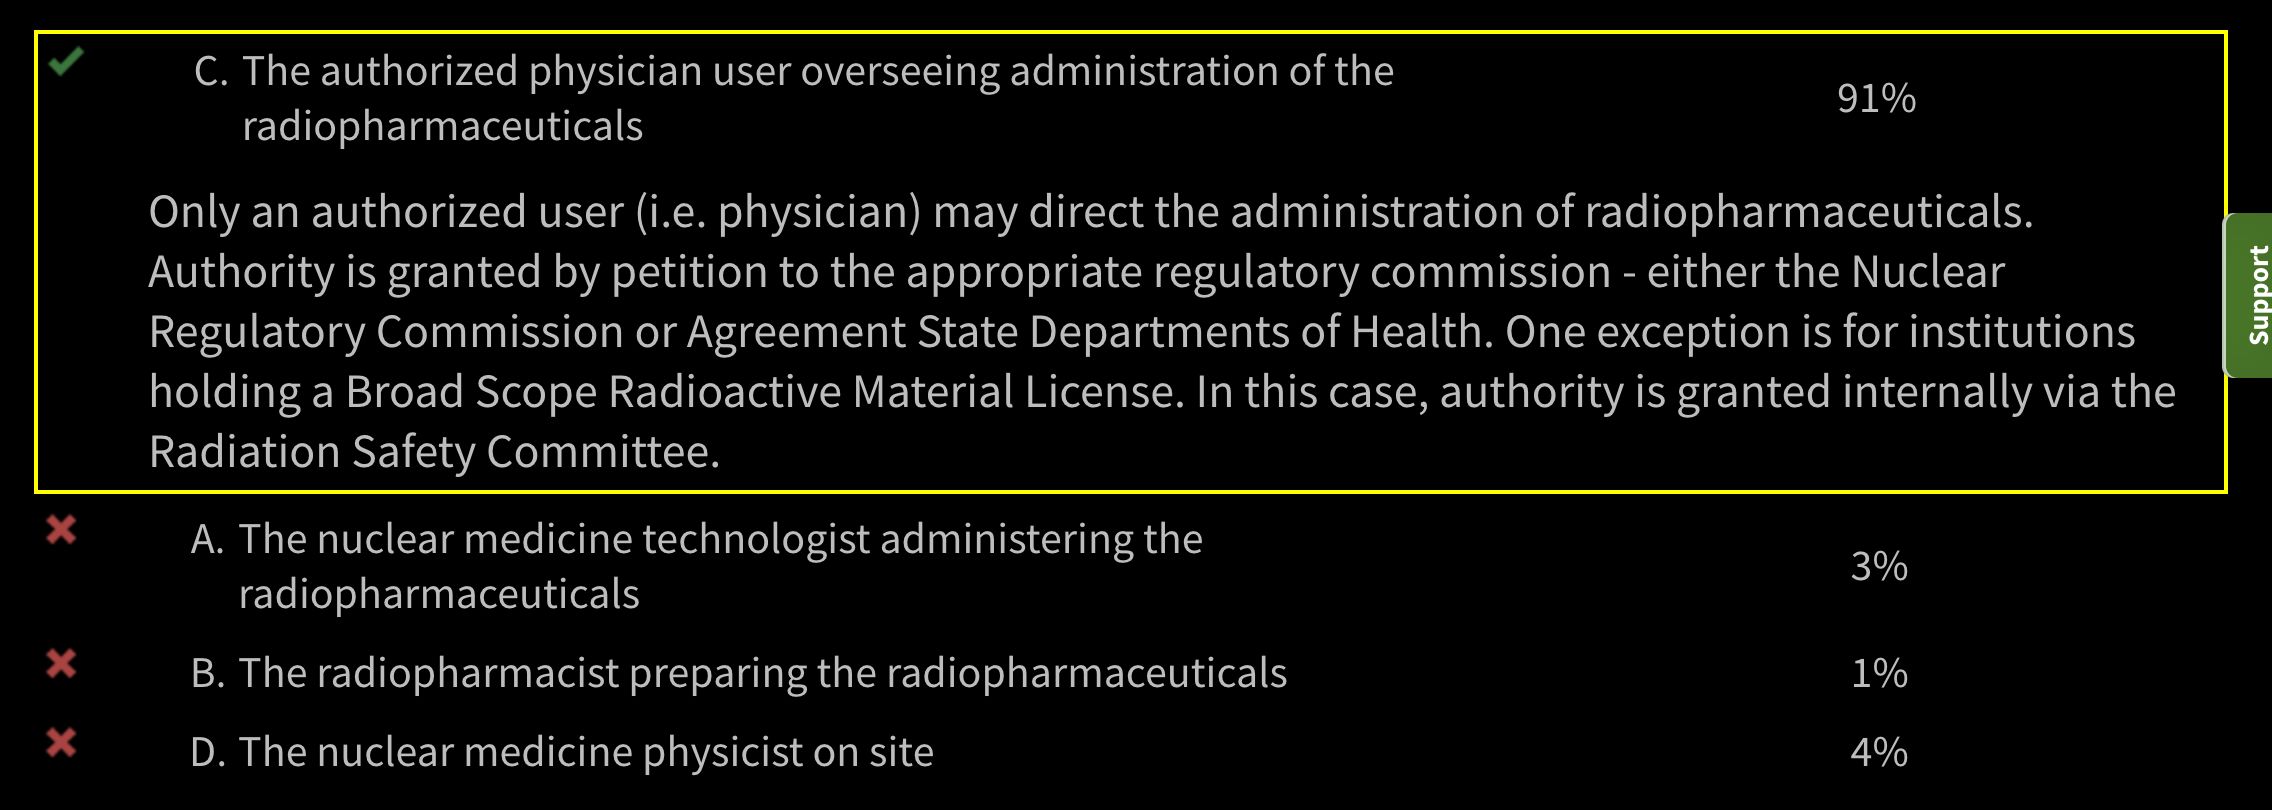 C. The authorized physician user overseeing administration of the
radiopharmaceuticals
91%
Only an authorized user (i.e. physician) may direct the administration of radiopharmaceuticals.
Authority is granted by petition to the appropriate regulatory commission - either the Nuclear
Regulatory Commission or Agreement State Departments of Health. One exception is for institutions
holding a Broad Scope Radioactive Material License. In this case, authority is granted internally via the
Radiation Safety Committee.
Support
A. The nuclear medicine technologist administering the
radiopharmaceuticals
3%
B. The radiopharmacist preparing the radiopharmaceuticals
1%
D. The nuclear medicine physicist on site
4%